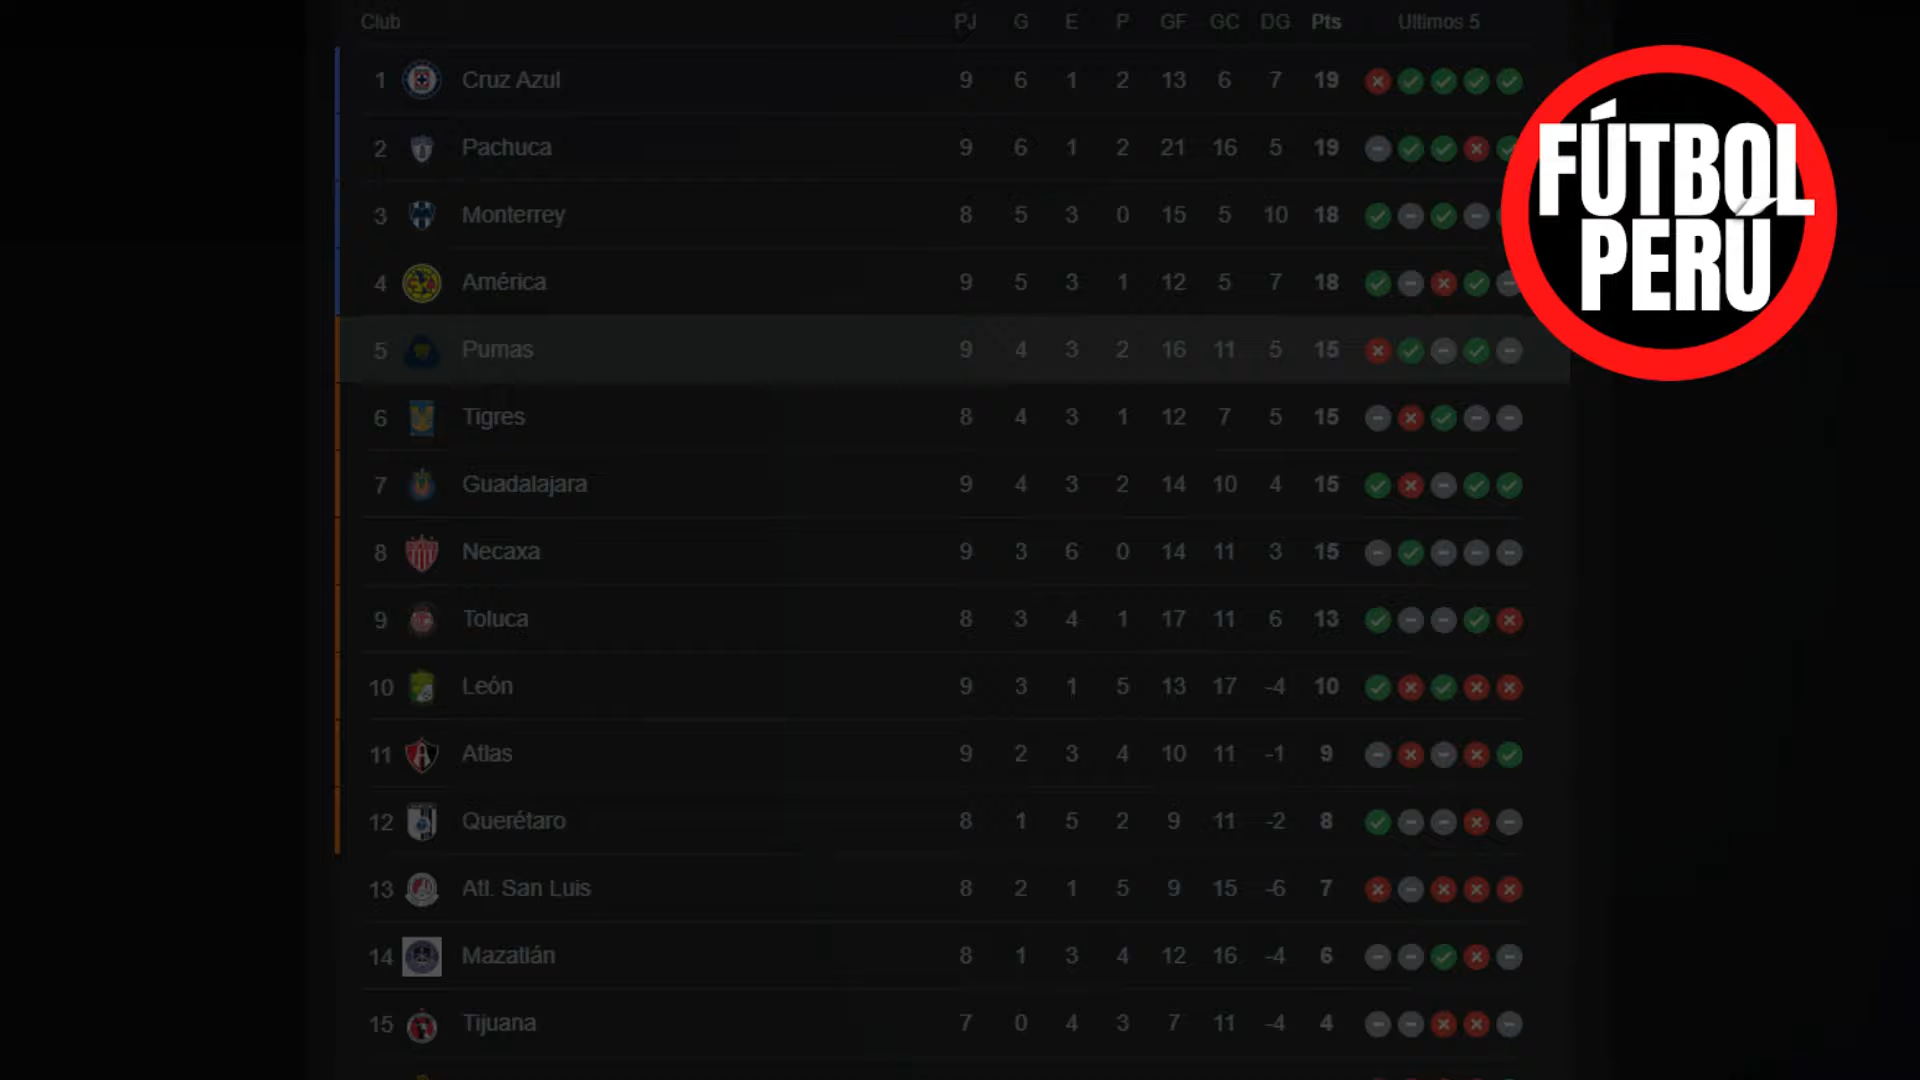 Club PJ G E P GF GC DG Pts Ultimos 5
1 Cruz Azul 9 6 1 2 13 6 7 19
2 Pachuca 9 6 1 2 21 16 5 19
3 Monterrey 8 5 3 0 15 5 10 18
4 América 9 5 3 1 12 5 7 18
5 Pumas 9 4 3 2 16 11 5 15
6 Tigres 8 4 3 1 12 7 5 15
7 Guadalajara 9 4 3 2 14 10 4 15
8 Necaxa 9 3 6 0 14 11 3 15
9 Toluca 8 3 4 1 17 11 6 13
10 León 9 3 1 5 13 17 -4 10
11 Atlas 9 2 3 4 10 11 -1 9
12 Querétaro 8 1 5 2 9 11 -2 8
13 Atl. San Luis 8 2 1 5 9 15 -6 7
14 Mazatlán 8 1 3 4 12 16 -4 6
15 Tijuana 7 0 4 3 7 11 -4 4
FÚTBOL
PERÚ